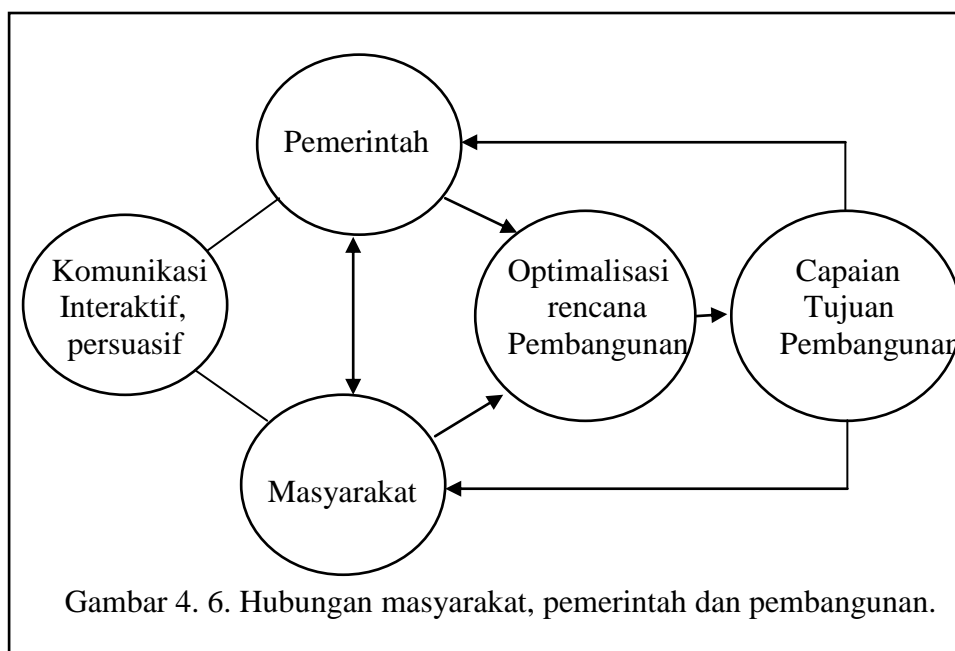 Pemerintah
Komunikasi
Interaktif,
persuasif
Optimalisasi
rencana
Pembangunan
Capaian
Tujuan
Pembangunan
Masyarakat
Gambar 4. 6. Hubungan masyarakat, pemerintah dan pembangunan.